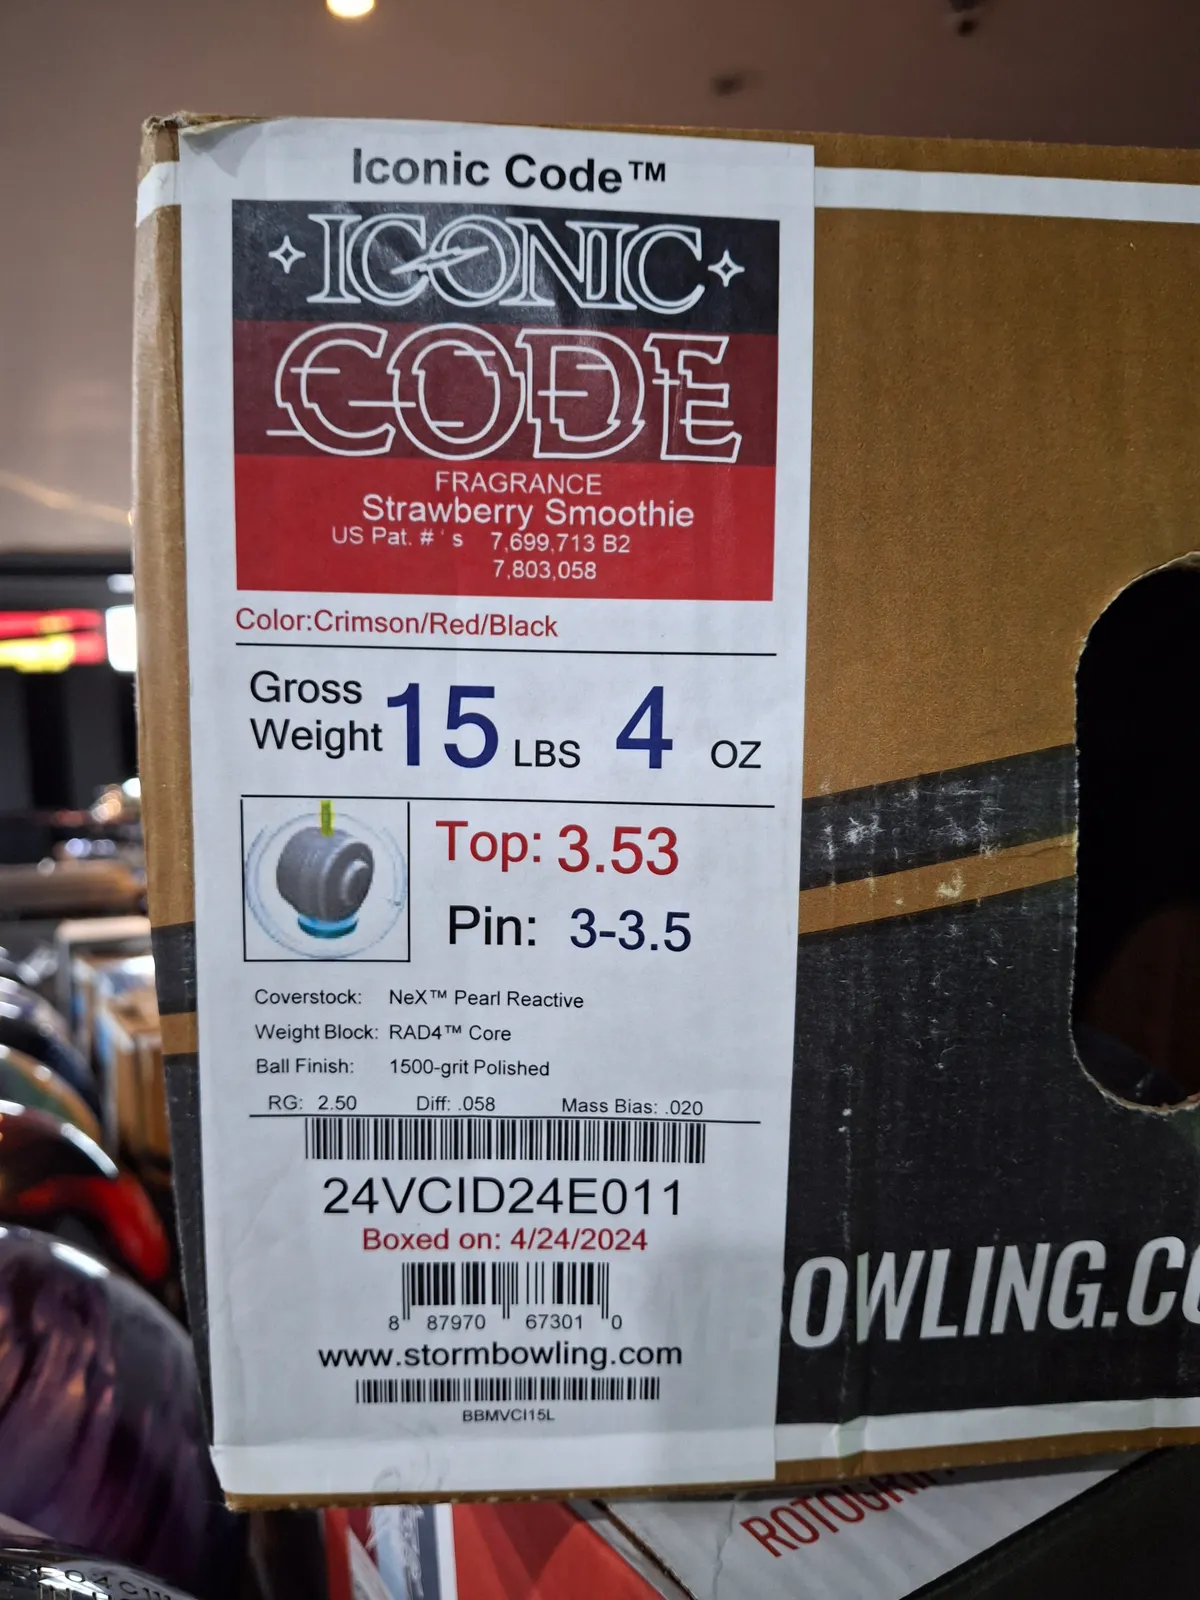 Iconic Code™
ICONIC
CODE
FRAGRANCE
Strawberry Smoothie
US Pat. # ' s 7,699,713 B2
7,803,058
Color:Crimson/Red/Black
Gross
Weight 15 LBS 4 OZ
Top: 3.53
Pin: 3-3.5
Coverstock: NeX™ Pearl Reactive
Weight Block: RAD4™ Core
Ball Finish: 1500-grit Polished
RG: 2.50 Diff: .058 Mass Bias: .020
24VCID24E011
Boxed on: 4/24/2024
8 87970 67301 0
www.stormbowling.com
BBMVCI15L
BOWLING.CO